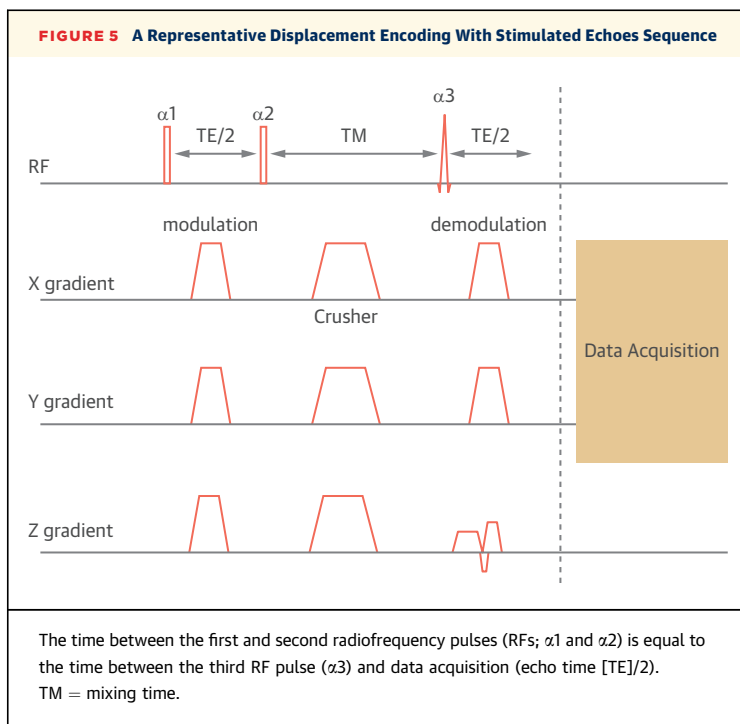 FIGURE 5 A Representative Displacement Encoding With Stimulated Echoes Sequence
α3
α1 α2
TE/2 TM TE/2
RF
modulation demodulation
X gradient
Crusher
Data Acquisition
Y gradient
Z gradient
The time between the first and second radiofrequency pulses (RFs; α1 and α2) is equal to
the time between the third RF pulse (α3) and data acquisition (echo time [TE]/2).
TM = mixing time.